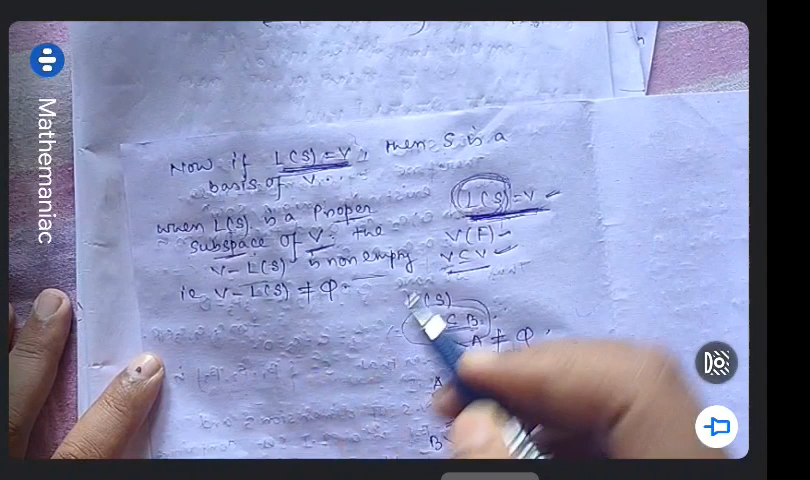 Mathemaniac
Now if L(S) = V, then S is a
basis of V..
when L(S) is a Proper
subspace of V. the
V - L(S) is non empty
ie V - L(S) ≠ φ.
L(S) = V
V(F)
V ⊆ V
(S)
⊂ B
A ≠ φ.
A
B